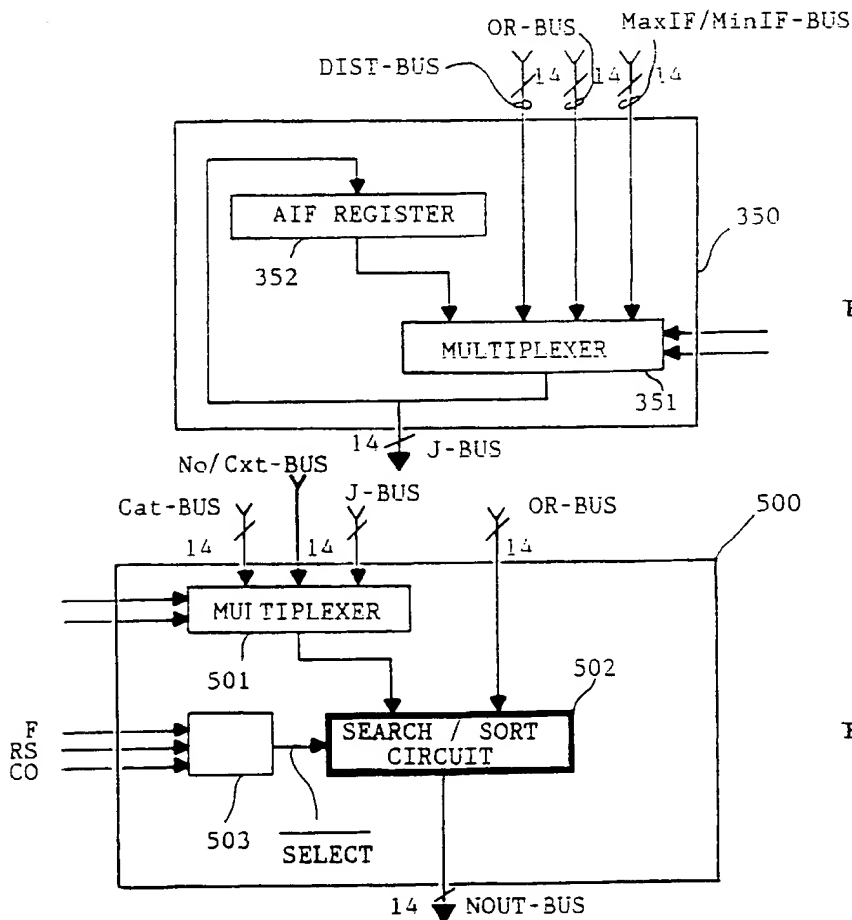 OR-BUS
MaxIF/MinIF-BUS
DIST-BUS
14
14
14
AIF REGISTER
350
352
MULTIPLEXER
351
14
J-BUS
No/Cxt-BUS
Cat-BUS
J-BUS
OR-BUS
500
14
14
14
MULTIPLEXER
501
502
F
RS
CO
SEARCH / SORT
CIRCUIT
503
SELECT
14
NOUT-BUS